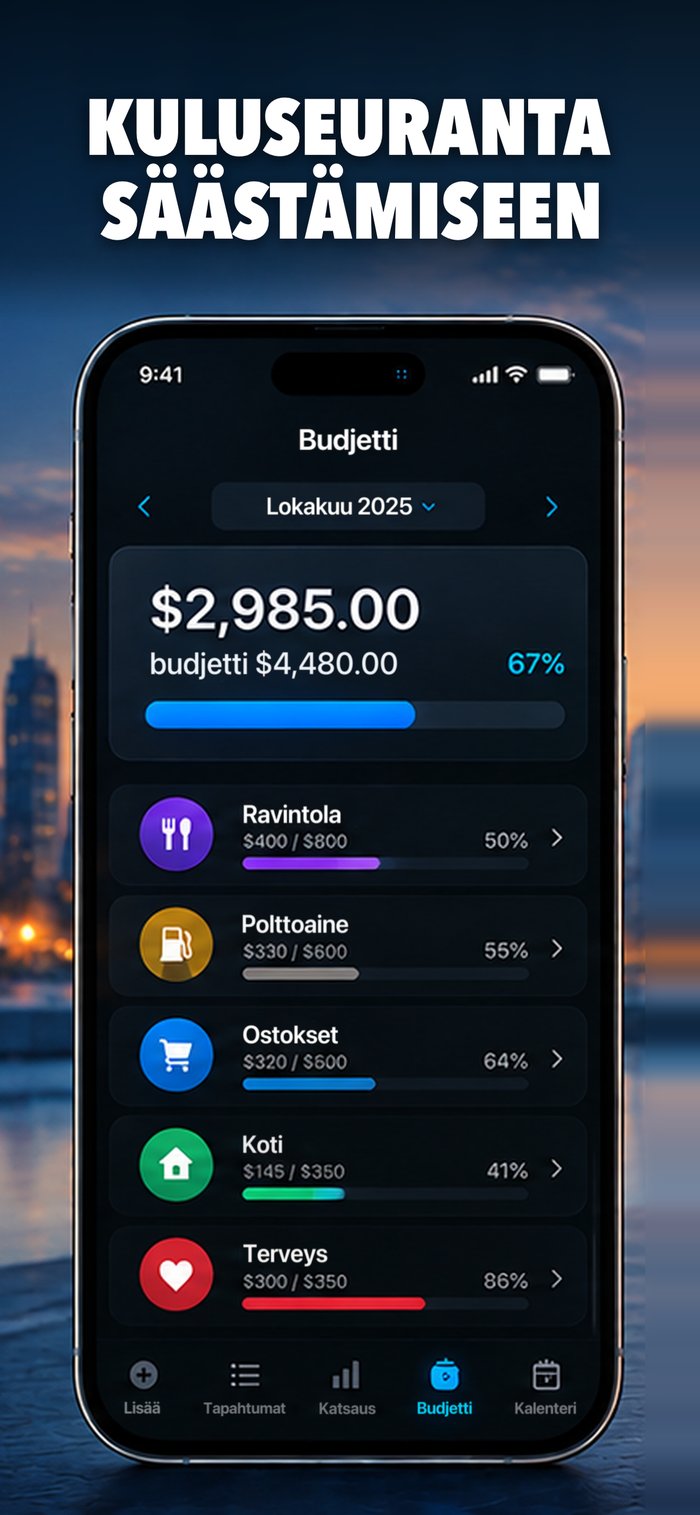 KULUSEURANTA
SÄÄSTÄMISEEN
9:41
Budjetti
Lokakuu 2025
$2,985.00
budjetti $4,480.00
67%
Ravintola
$400 / $800
50%
Polttoaine
$330 / $600
55%
Ostokset
$320 / $600
64%
Koti
$145 / $350
41%
Terveys
$300 / $350
86%
Lisää
Tapahtumat
Katsaus
Budjetti
Kalenteri